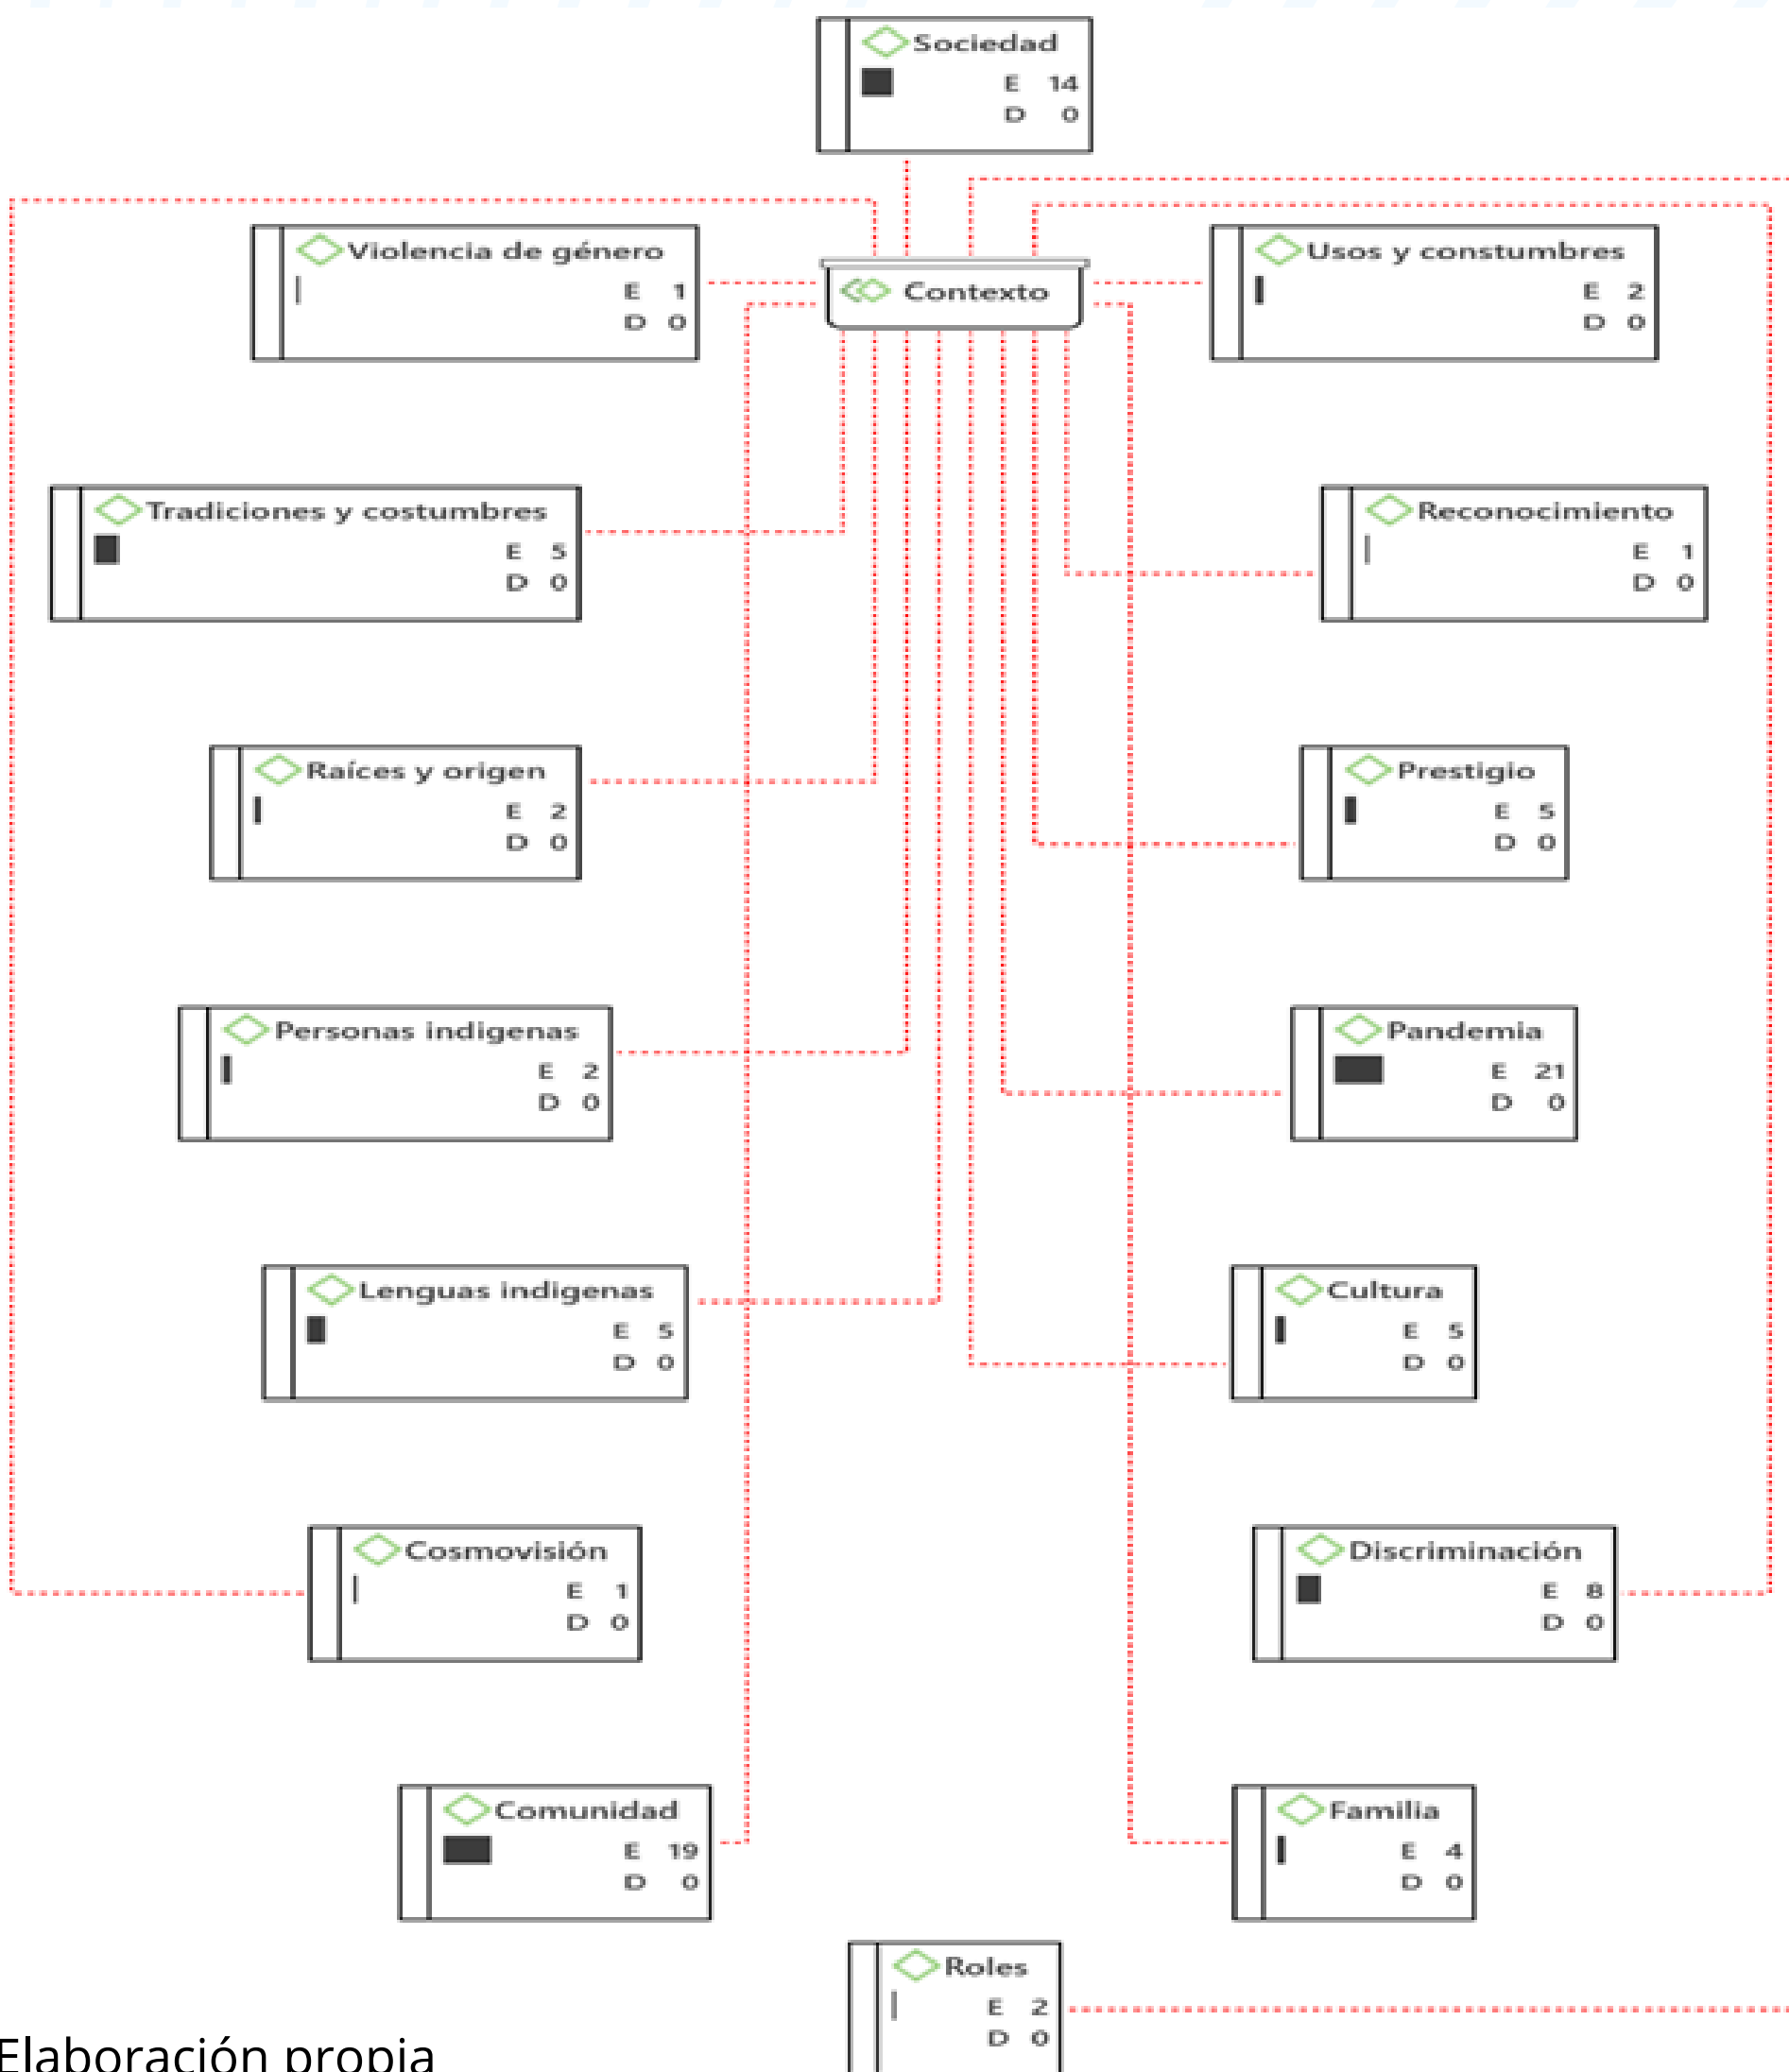 Sociedad
E 14
D 0
Violencia de género
E 1
D 0
Contexto
Usos y constumbres
E 2
D 0
Tradiciones y costumbres
E 5
D 0
Reconocimiento
E 1
D 0
Raíces y origen
E 2
D 0
Prestigio
E 5
D 0
Personas indigenas
E 2
D 0
Pandemia
E 21
D 0
Lenguas indigenas
E 5
D 0
Cultura
E 5
D 0
Cosmovisión
E 1
D 0
Discriminación
E 8
D 0
Comunidad
E 19
D 0
Familia
E 4
D 0
Roles
E 2
D 0
Elaboración propia